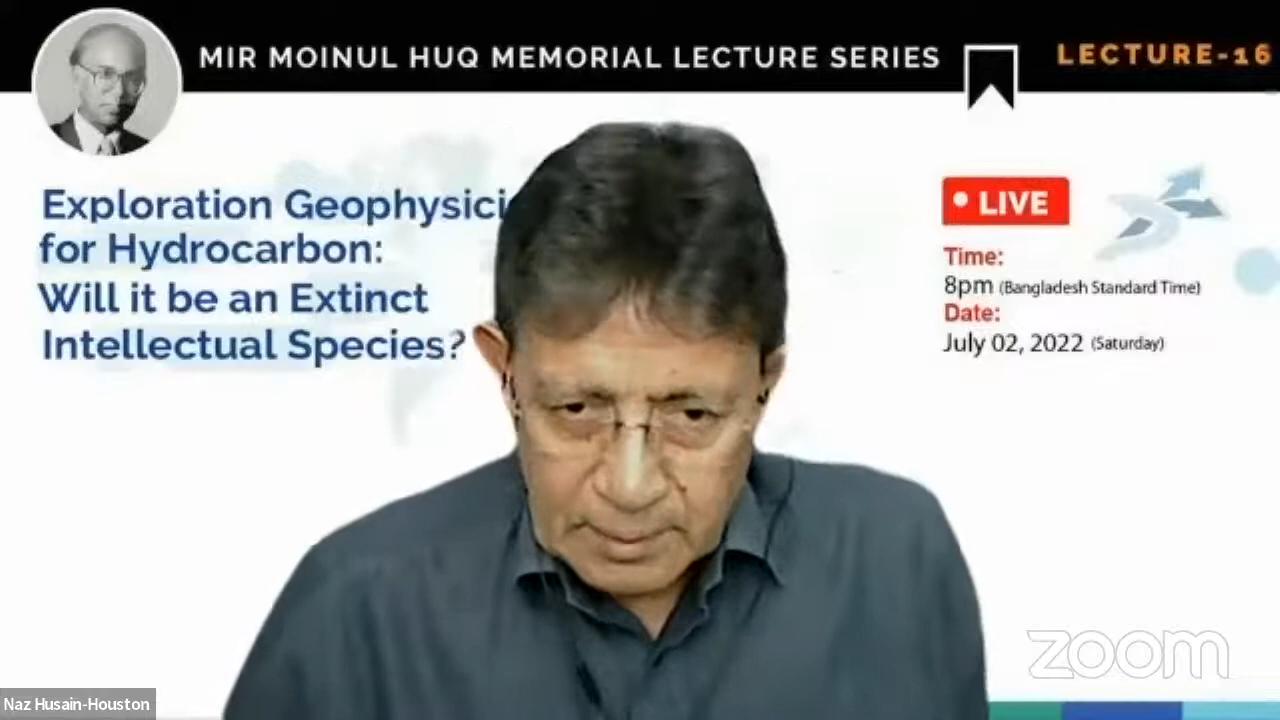 MIR MOINUL HUQ MEMORIAL LECTURE SERIES
LECTURE-16
Exploration Geophysici
for Hydrocarbon:
Will it be an Extinct
Intellectual Species?
LIVE
Time:
8pm (Bangladesh Standard Time)
Date:
July 02, 2022 (Saturday)
zoom
Naz Husain-Houston